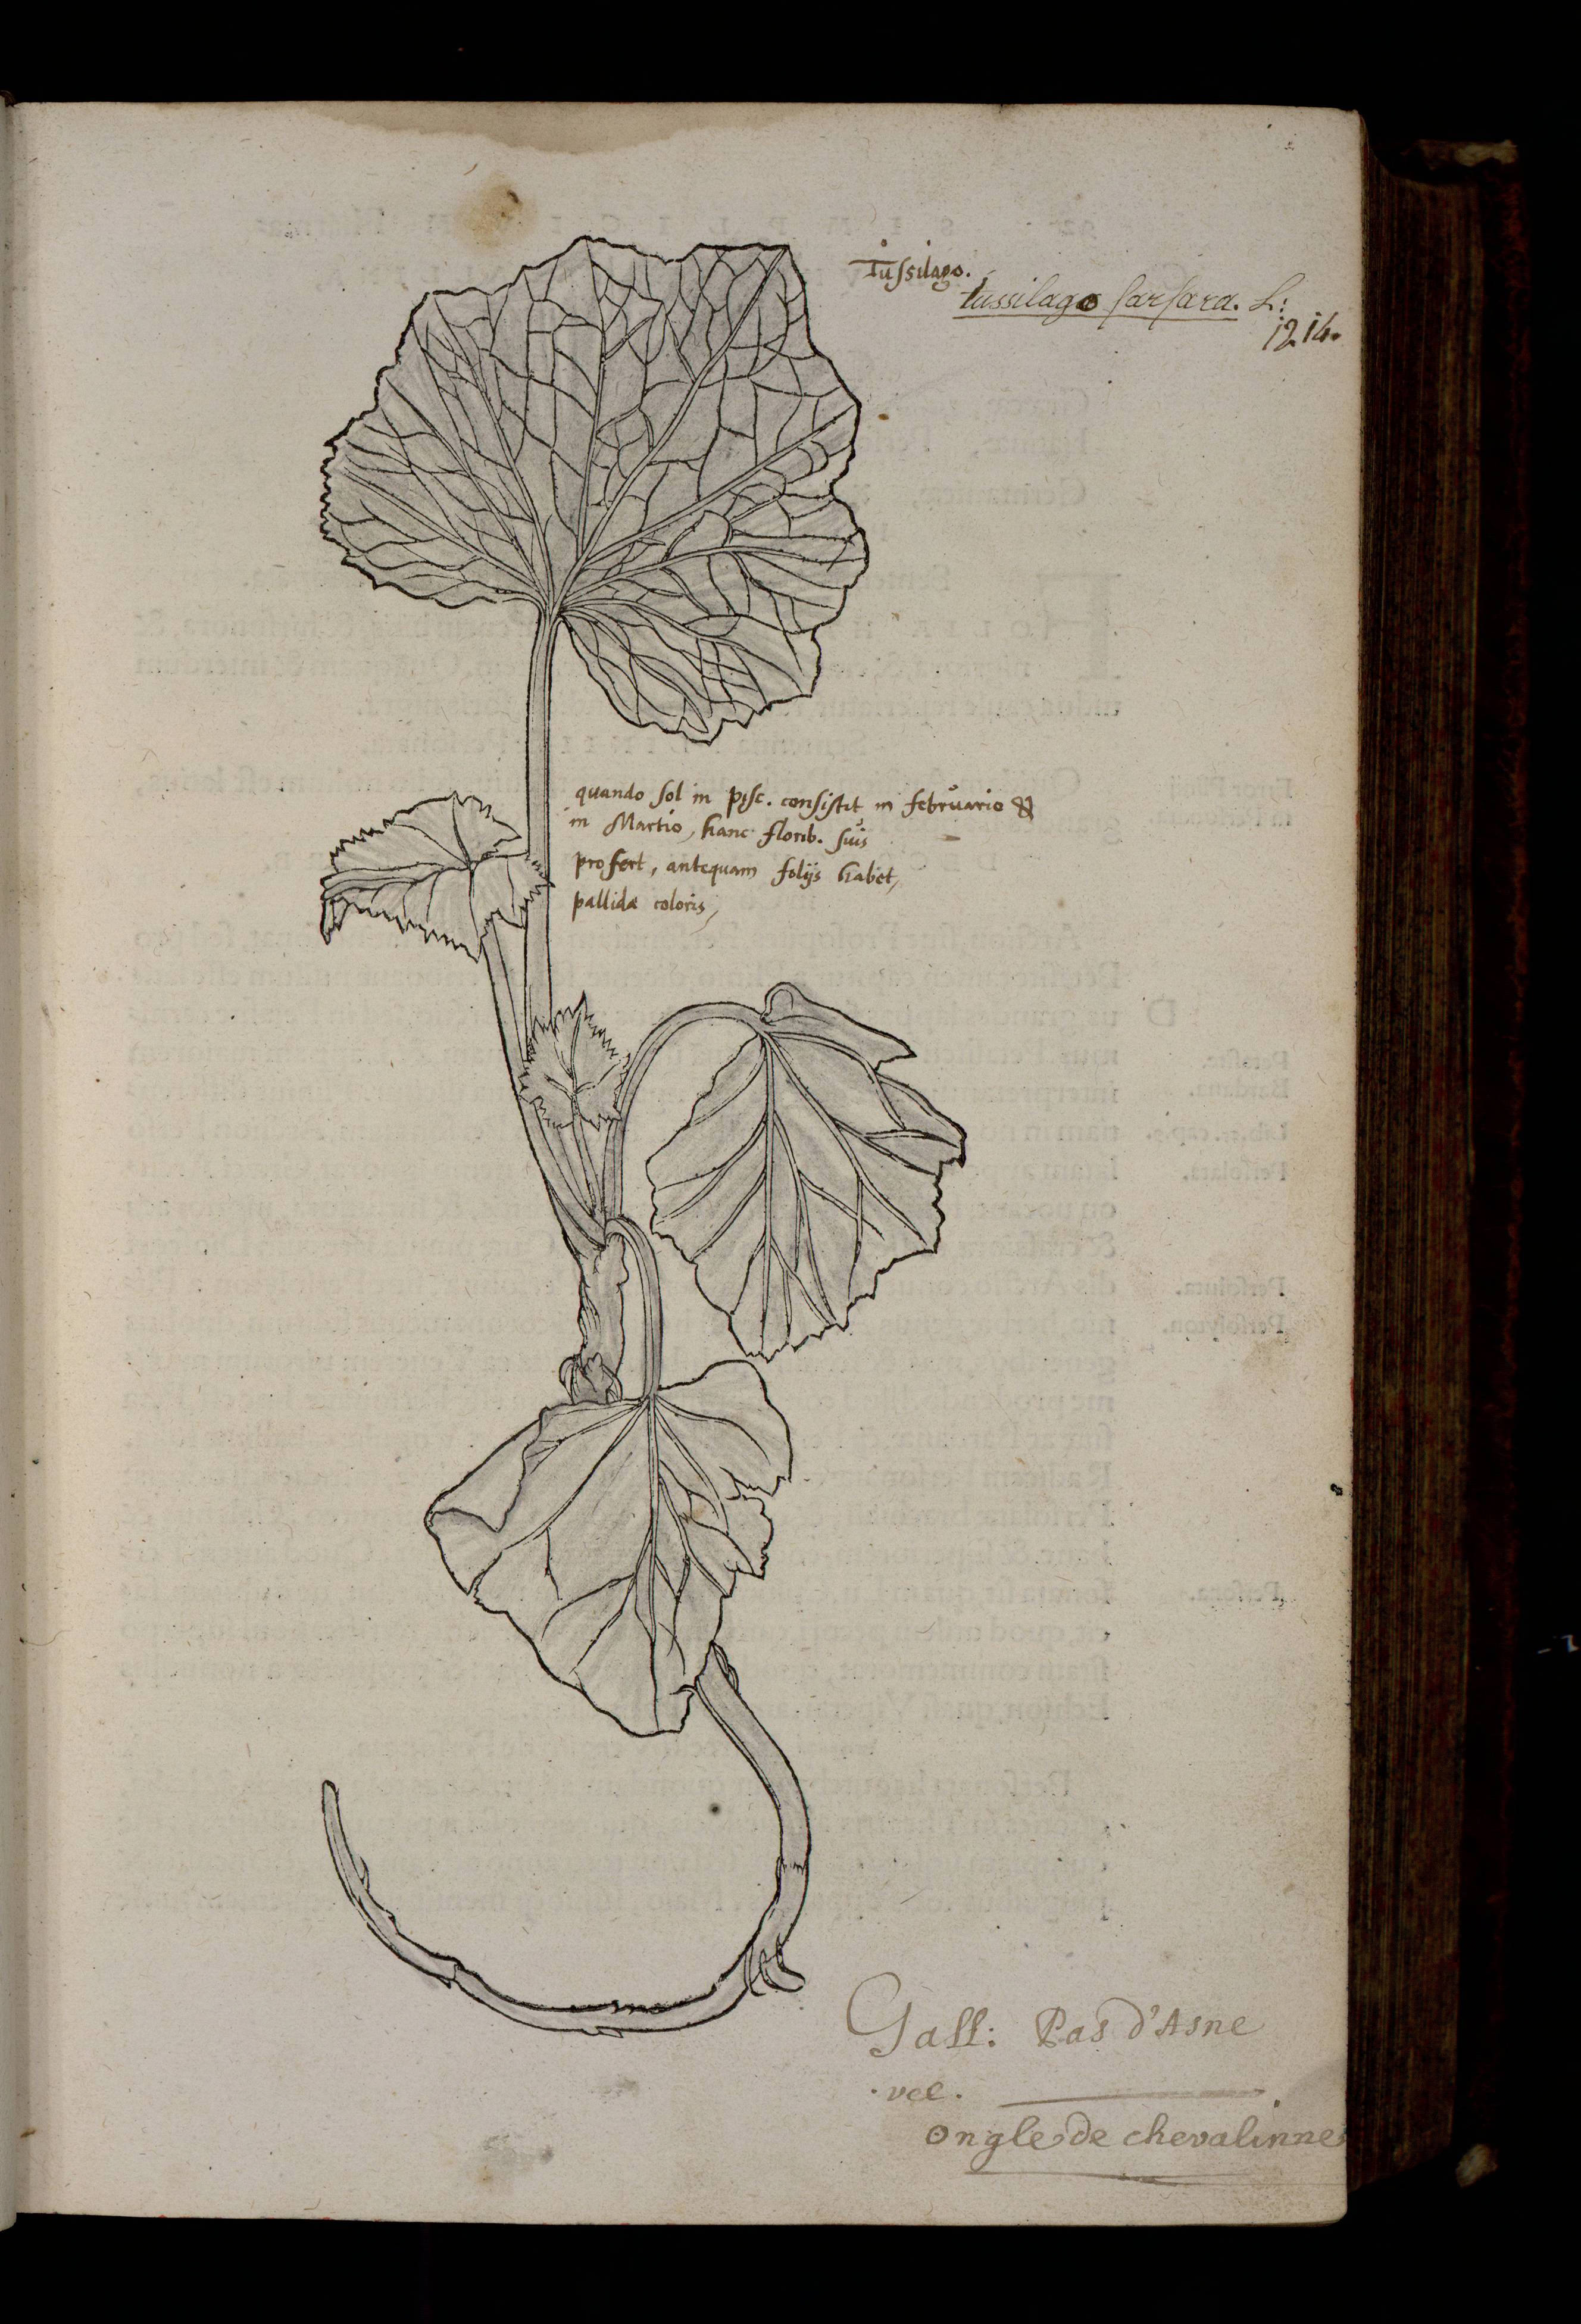 Tussilago.
tussilago farfara. L:
1214.
quando sol in pisc. consistit in februario &
in Martio, hanc florib. suis
profert, antequam folijs habet,
pallidæ coloris,
Gall: Pas d'Asne
.vel.
ongle de chevalinne